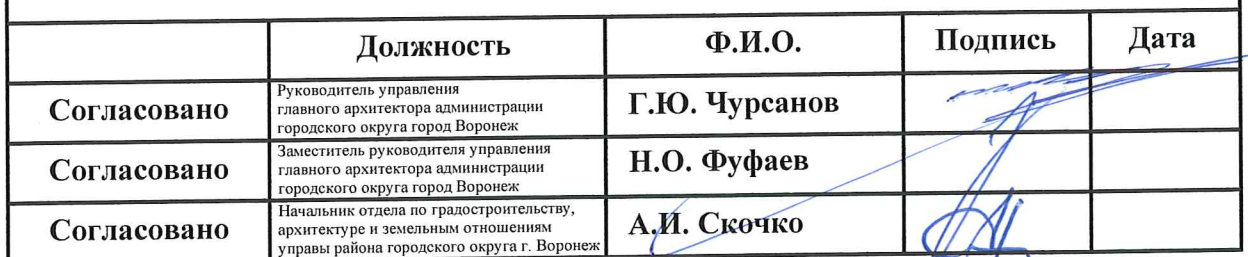 Должность Ф.И.О. Подпись Дата
Руководитель управления
Согласовано главного архитектора администрации Г.Ю. Чурсанов
городского округа город Воронеж
Заместитель руководителя управления
Согласовано главного архитектора администрации Н.О. Фуфаев
городского округа город Воронеж
Начальник отдела по градостроительству,
Согласовано архитектуре и земельным отношениям А.И. Скочко
управы района городского округа г. Воронеж